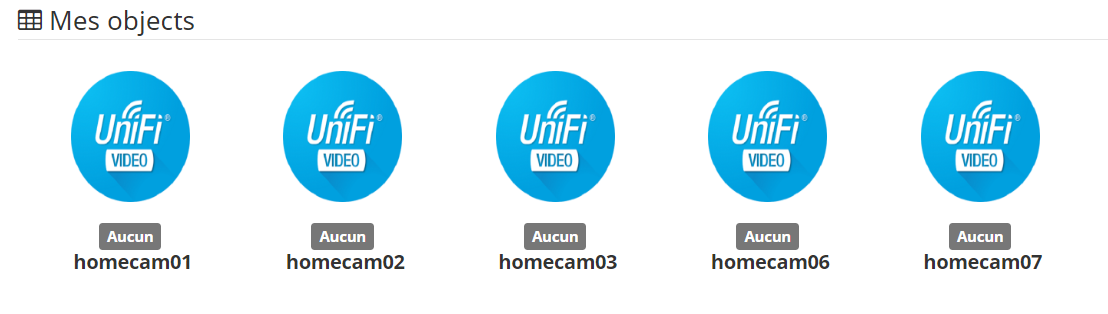 Mes objects
UniFi®
VIDEO
UniFi®
VIDEO
UniFi®
VIDEO
UniFi®
VIDEO
UniFi®
VIDEO
Aucun
homecam01
Aucun
homecam02
Aucun
homecam03
Aucun
homecam06
Aucun
homecam07